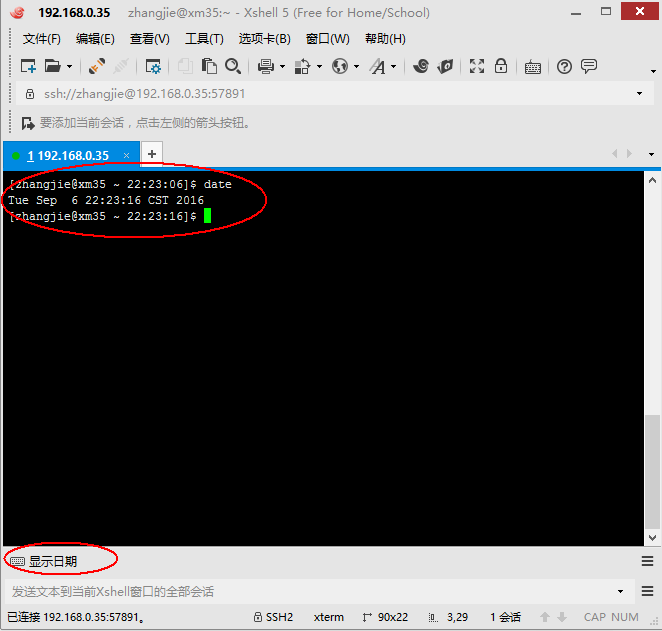 192.168.0.35 zhangjie@xm35:~ - Xshell 5 (Free for Home/School)
文件(F) 编辑(E) 查看(V) 工具(T) 选项卡(B) 窗口(W) 帮助(H)
ssh://zhangjie@192.168.0.35:57891
要添加当前会话，点击左侧的箭头按钮。
1 192.168.0.35 × +
[zhangjie@xm35 ~ 22:23:06]$ date
Tue Sep  6 22:23:16 CST 2016
[zhangjie@xm35 ~ 22:23:16]$
显示日期
发送文本到当前Xshell窗口的全部会话
已连接 192.168.0.35:57891。 SSH2 xterm 90x22 3,29 1 会话 CAP NUM